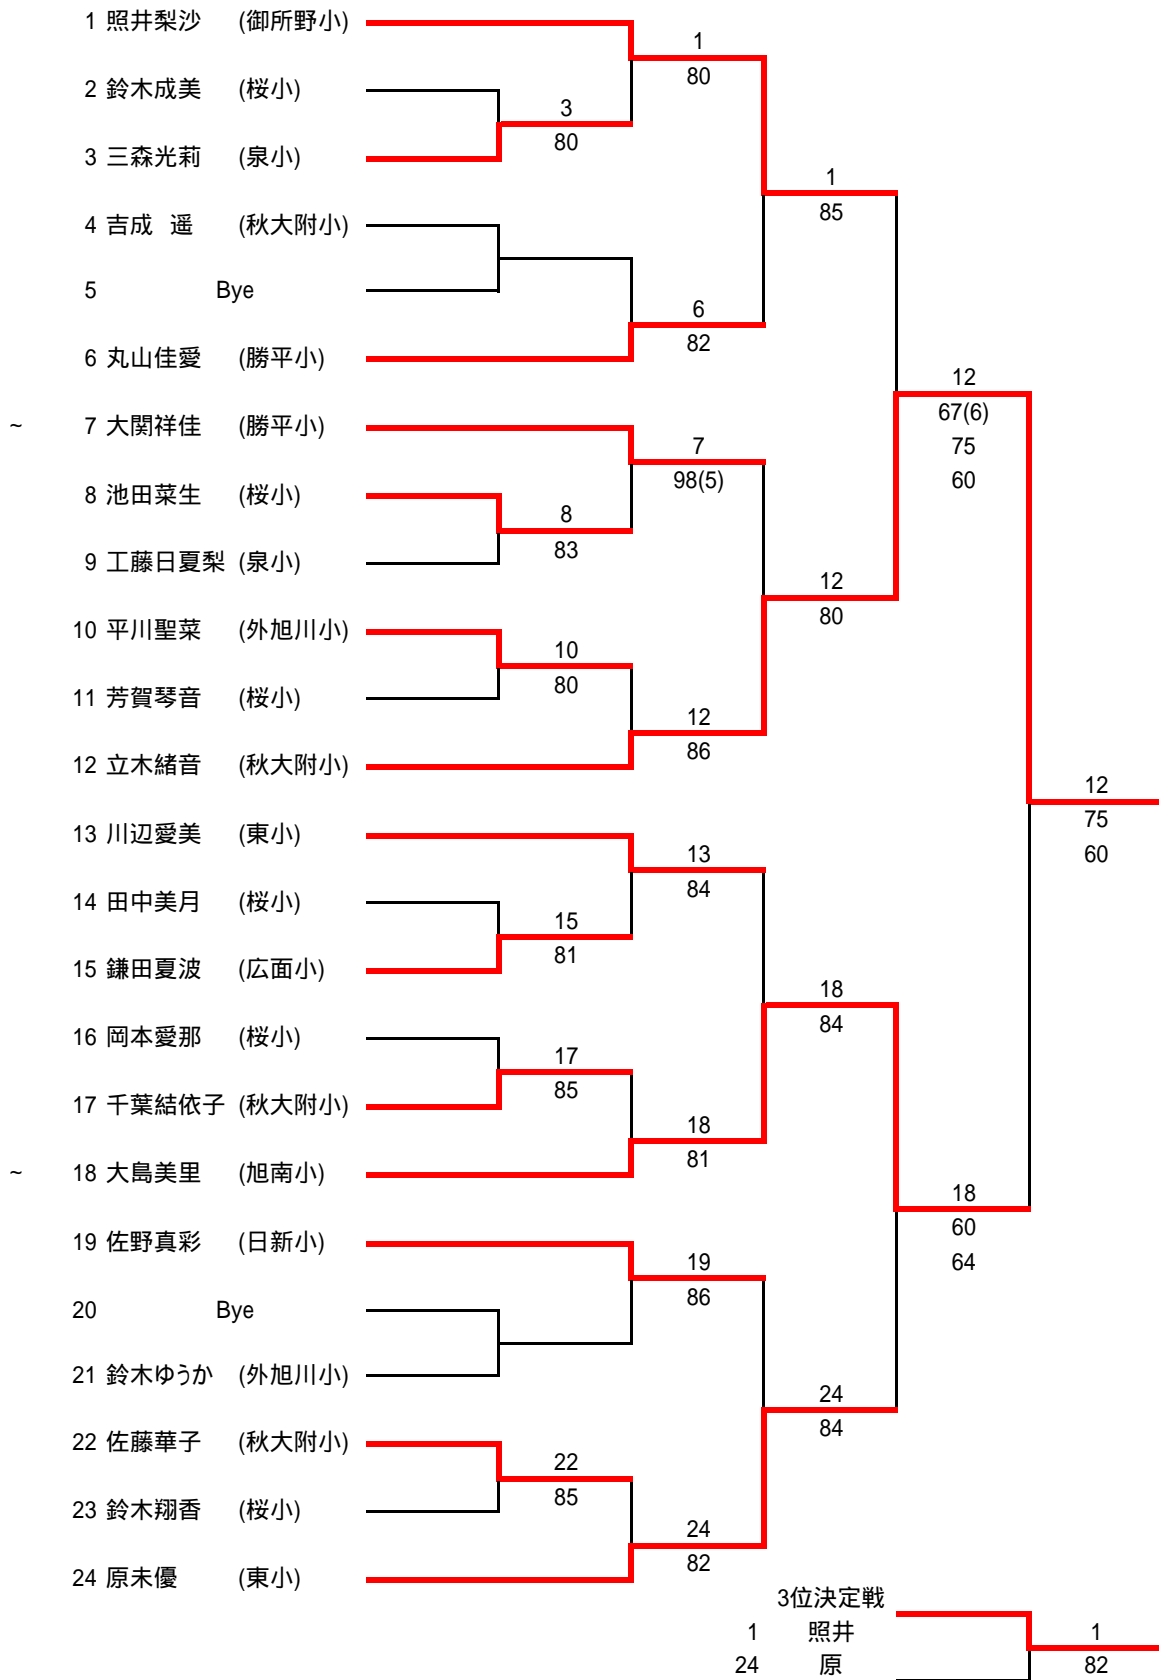 1 照井梨沙 (御所野小)
1
80
2 鈴木成美 (桜小)
3
80
3 三森光莉 (泉小)
1
85
4 吉成 遥 (秋大附小)
5 Bye
6
82
6 丸山佳愛 (勝平小)
12
67(6)
75
60
~ 7 大関祥佳 (勝平小)
7
98(5)
8 池田菜生 (桜小)
8
83
9 工藤日夏梨 (泉小)
12
80
10 平川聖菜 (外旭川小)
10
80
11 芳賀琴音 (桜小)
12
86
12 立木緒音 (秋大附小)
12
75
60
13 川辺愛美 (東小)
13
84
14 田中美月 (桜小)
15
81
15 鎌田夏波 (広面小)
18
84
16 岡本愛那 (桜小)
17
85
17 千葉結依子 (秋大附小)
18
81
~ 18 大島美里 (旭南小)
18
60
64
19 佐野真彩 (日新小)
19
86
20 Bye
21 鈴木ゆうか (外旭川小)
24
84
22 佐藤華子 (秋大附小)
22
85
23 鈴木翔香 (桜小)
24
82
24 原未優 (東小)
3位決定戦
1 照井
1
24 原
82